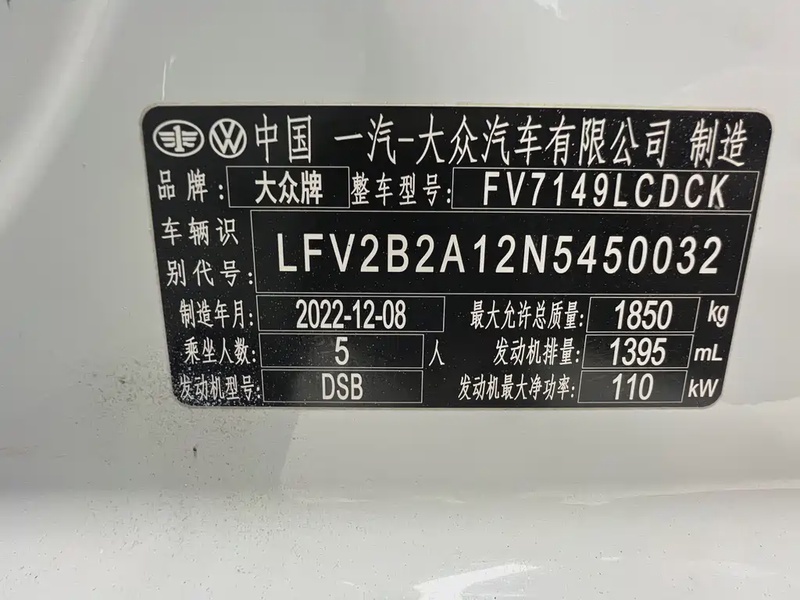 中国 一汽-大众汽车有限公司 制造
品牌: 大众牌 整车型号: FV7149LCDCK
车辆识别代号: LFV2B2A12N5450032
制造年月: 2022-12-08 最大允许总质量: 1850 kg
乘坐人数: 5 人 发动机排量: 1395 mL
发动机型号: DSB 发动机最大净功率: 110 kW